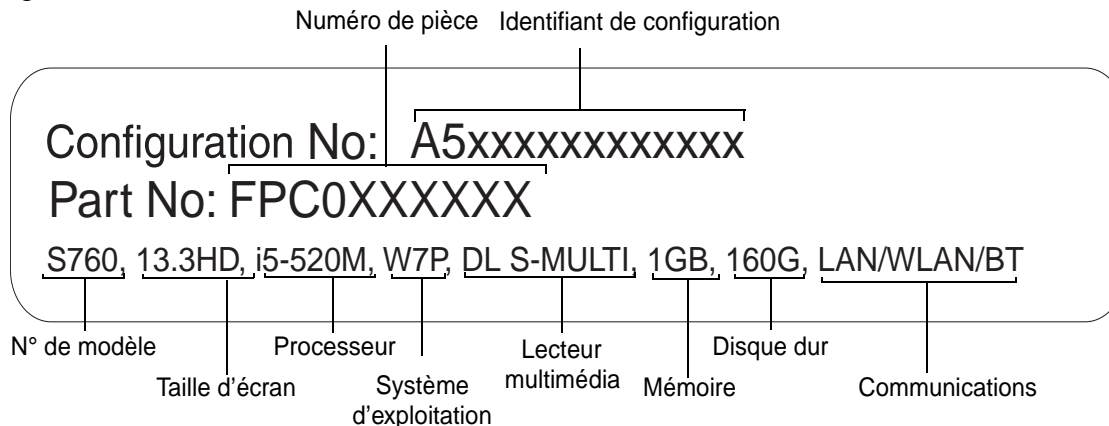 Numéro de pièce
Identifiant de configuration
Configuration No: A5xxxxxxxxxxxx
Part No: FPC0XXXXXX
S760, 13.3HD, i5-520M, W7P, DL S-MULTI, 1GB, 160G, LAN/WLAN/BT
N° de modèle
Processeur
Lecteur
multimédia
Disque dur
Taille d'écran
Système
d'exploitation
Mémoire
Communications